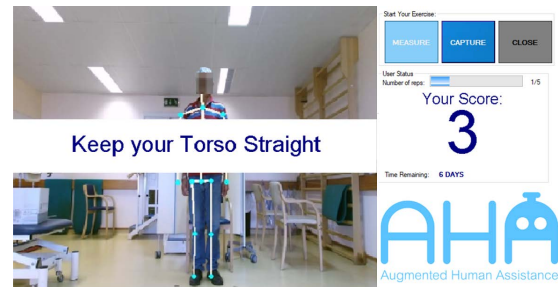 Keep your Torso Straight
Start Your Exercise:
MEASURE
CAPTURE
CLOSE
User Status
Number of reps:
1/5
Your Score:
3
Time Remaining: 6 DAYS
AHA
Augmented Human Assistance